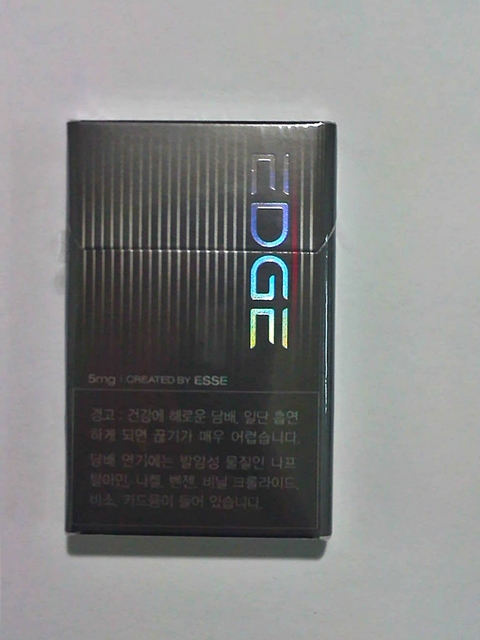 EDGE
5mg | CREATED BY ESSE
경고 : 건강에 해로운 담배, 일단 흡연
하게 되면 끊기가 매우 어렵습니다.
담배 연기에는 발암성 물질인 나프
틸아민, 니켈, 벤젠, 비닐 크롤라이드,
비소, 카드뮴이 들어 있습니다.